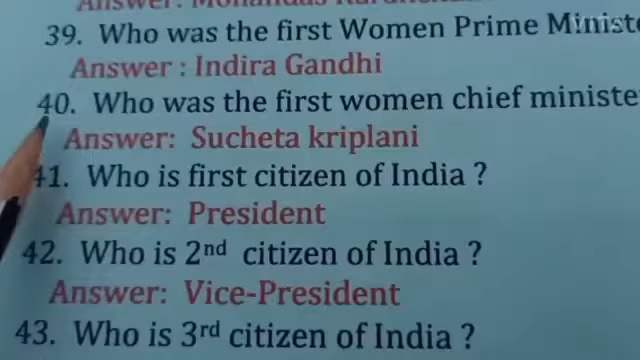 39. Who was the first Women Prime
Answer : Indira Gandhi
40. Who was the first women chief
Answer: Sucheta kriplani
41. Who is first citizen of India ?
Answer: President
42. Who is 2nd citizen of India ?
Answer: Vice-President
43. Who is 3rd citizen of India ?